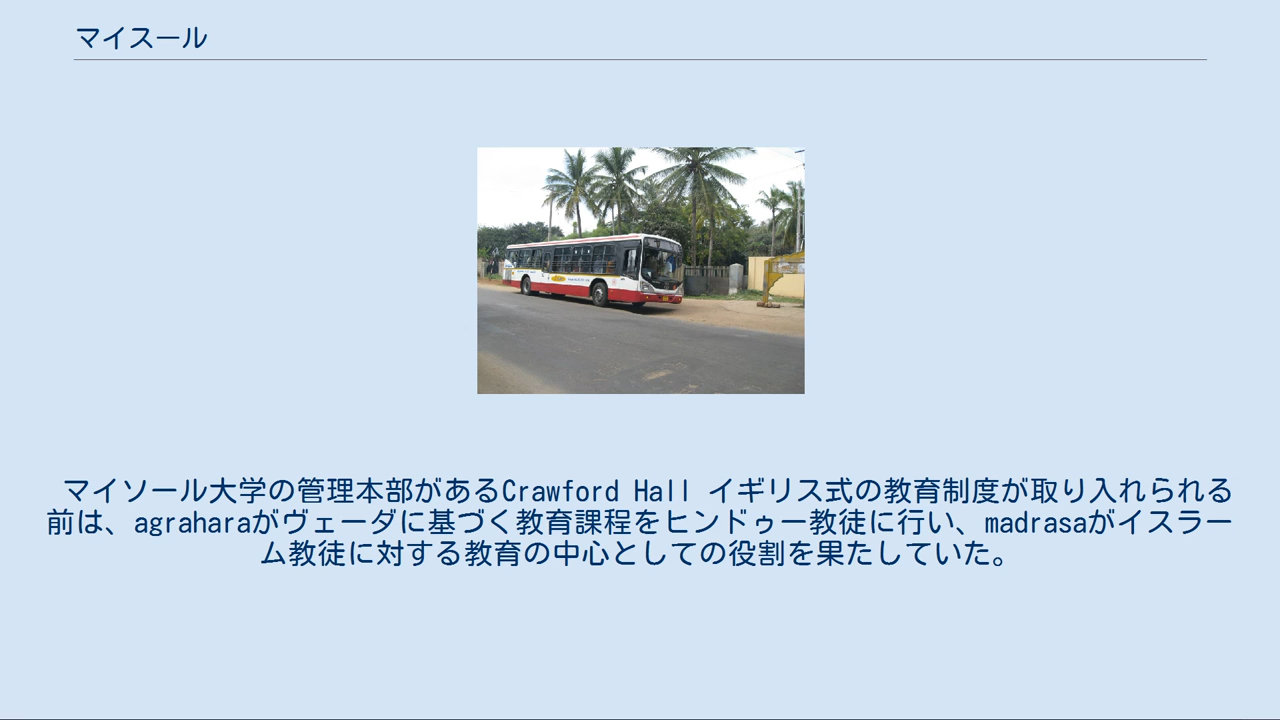 マイスール
マイソール大学の管理本部があるCrawford Hall イギリス式の教育制度が取り入れられる
前は、agraharaがヴェーダに基づく教育課程をヒンドゥー教徒に行い、madrasaがイスラー
ム教徒に対する教育の中心としての役割を果たしていた。